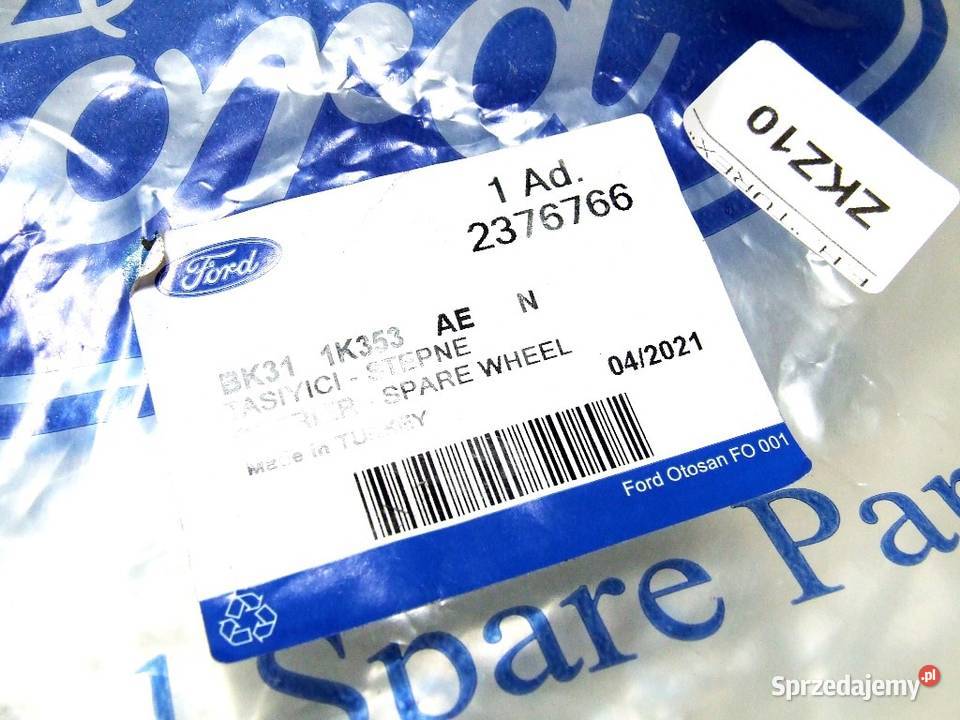 Ford
1 Ad.
2376766
Ford
BK31 1K353 AE N
TASIYICI - STEPNE
- SPARE WHEEL
04/2021
Made in TURKEY
Ford Otosan FO 001
ZKZ10
Spare Par
Sprzedajemy.pl